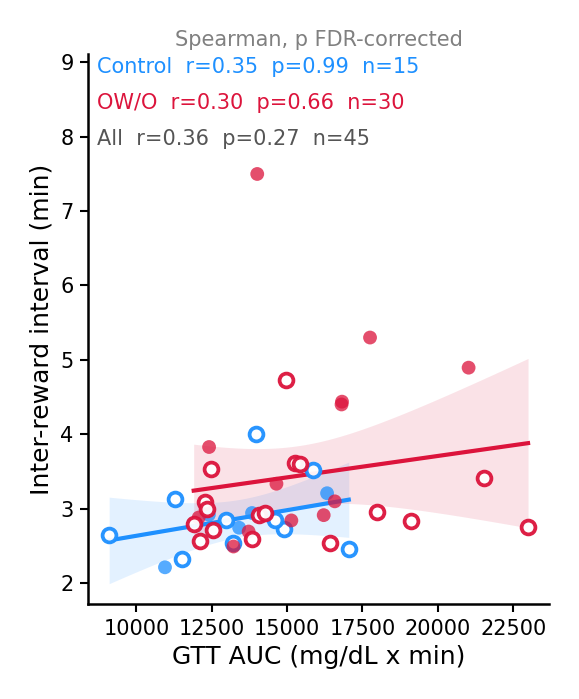 Spearman, p FDR-corrected
Control r=0.35 p=0.99 n=15
OW/O r=0.30 p=0.66 n=30
All r=0.36 p=0.27 n=45
Inter-reward interval (min)
9
8
7
6
5
4
3
2
10000 12500 15000 17500 20000 22500
GTT AUC (mg/dL x min)